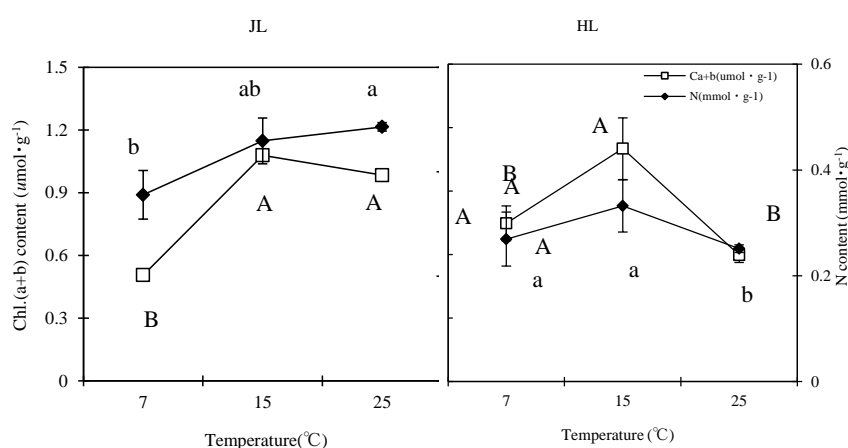 JL
HL
Chl.(a+b) content (umol•g-1)
1.5
1.2
0.9
0.6
0.3
0
b
ab
a
B
A
A
7
15
25
Temperature(℃)
Ca+b(umol・g-1)
N(mmol・g-1)
A
B
A
A
A
B
a
a
b
7
15
25
Temperature(℃)
0.6
0.4
0.2
0
N content (mmol•g-1)